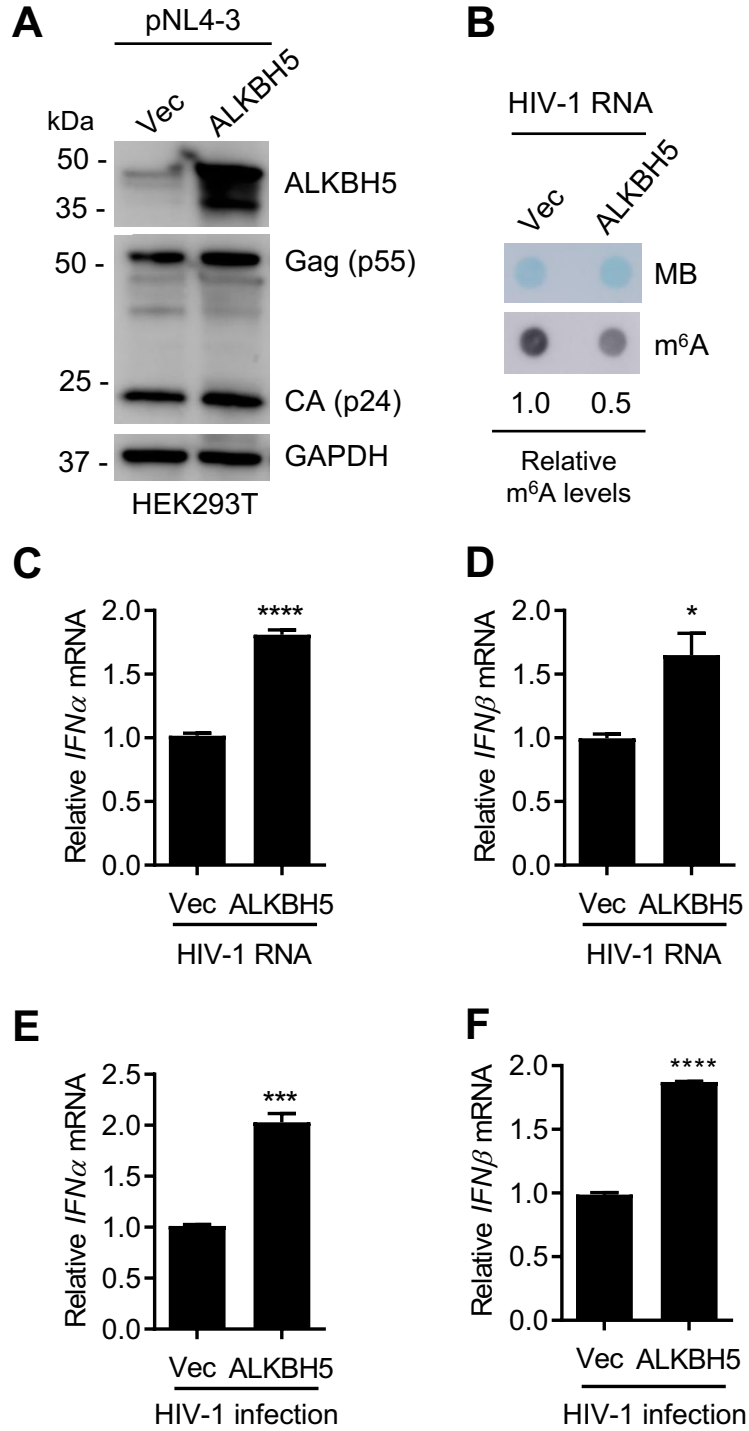 A
pNL4-3
Vec ALKBH5
kDa
50 -
35 -
ALKBH5
50 -
Gag (p55)
25 -
CA (p24)
37 -
GAPDH
HEK293T
B
HIV-1 RNA
Vec ALKBH5
MB
m⁶A
1.0 0.5
Relative
m⁶A levels
C
Relative IFNα mRNA
2.0
1.5
1.0
0.5
0.0
****
Vec ALKBH5
HIV-1 RNA
D
Relative IFNβ mRNA
2.0
1.5
1.0
0.5
0.0
*
Vec ALKBH5
HIV-1 RNA
E
Relative IFNα mRNA
2.5
2.0
1.5
1.0
0.5
0.0
***
Vec ALKBH5
HIV-1 infection
F
Relative IFNβ mRNA
2.0
1.5
1.0
0.5
0.0
****
Vec ALKBH5
HIV-1 infection